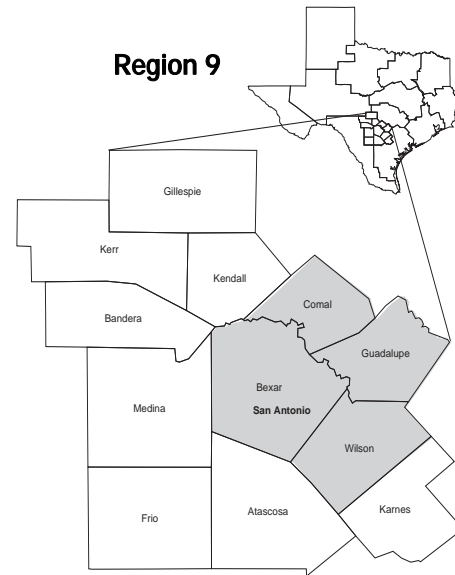 Region 9
Gillespie
Kerr
Kendall
Comal
Bandera
Guadalupe
Bexar
San Antonio
Medina
Wilson
Frio
Atascosa
Karnes